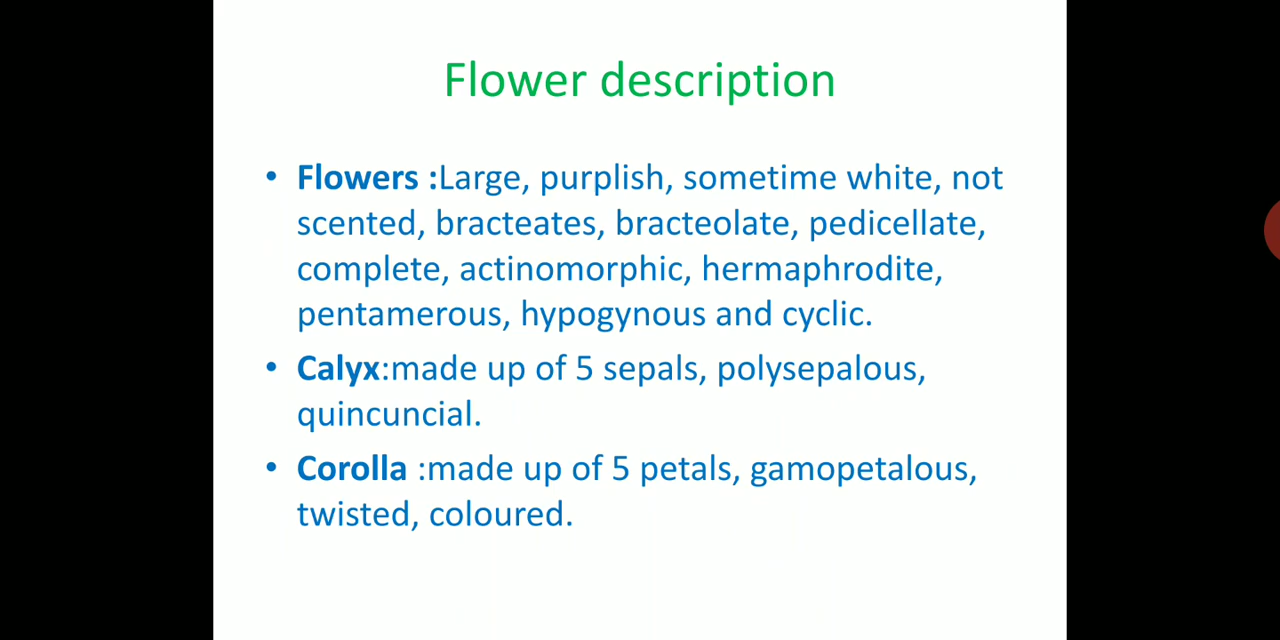 Flower description
• Flowers :Large, purplish, sometime white, not
scented, bracteates, bracteolate, pedicellate,
complete, actinomorphic, hermaphrodite,
pentamerous, hypogynous and cyclic.
• Calyx:made up of 5 sepals, polysepalous,
quincuncial.
• Corolla :made up of 5 petals, gamopetalous,
twisted, coloured.